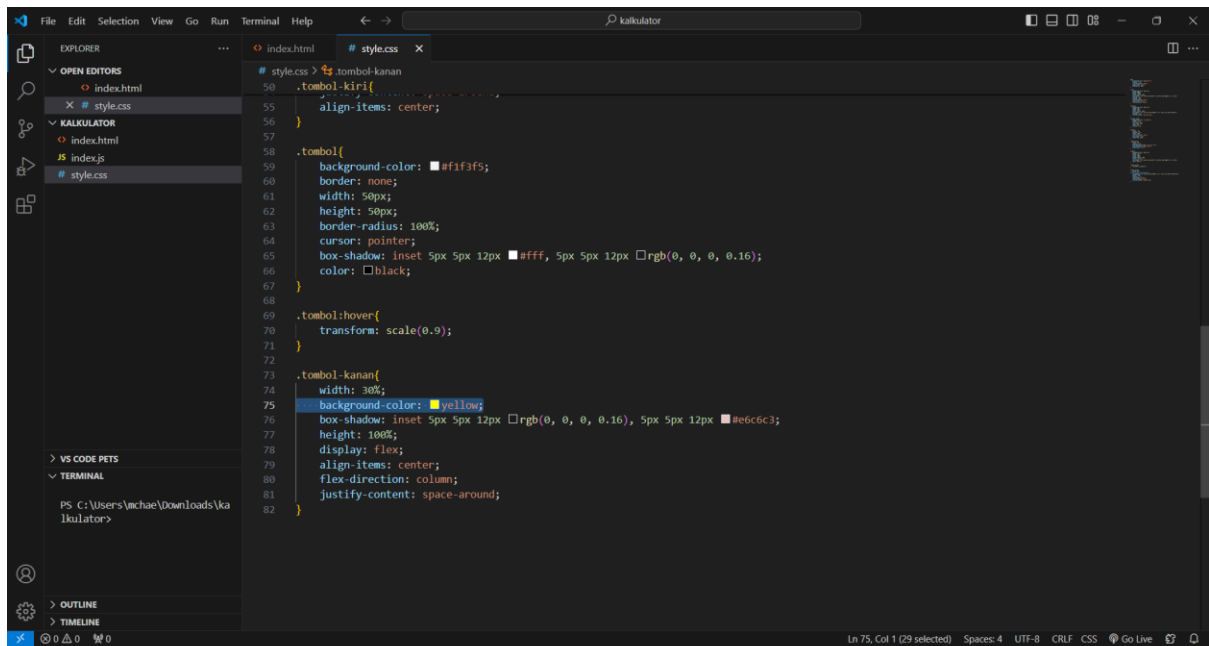 File Edit Selection View Go Run Terminal Help
kalkulator
EXPLORER
index.html
# style.css
OPEN EDITORS
index.html
# style.css
KALKULATOR
index.html
JS index.js
# style.css
VS CODE PETS
TERMINAL
PS C:\Users\mchae\Downloads\ka
lkulator>
OUTLINE
TIMELINE
# style.css > .tombol-kanan
50 .tombol-kiri{
55 align-items: center;
56 }
57
58 .tombol{
59 background-color: #f1f3f5;
60 border: none;
61 width: 50px;
62 height: 50px;
63 border-radius: 100%;
64 cursor: pointer;
65 box-shadow: inset 5px 5px 12px #fff, 5px 5px 12px rgb(0, 0, 0, 0.16);
66 color: black;
67 }
68
69 .tombol:hover{
70 transform: scale(0.9);
71 }
72
73 .tombol-kanan{
74 width: 30%;
75 background-color: yellow;
76 box-shadow: inset 5px 5px 12px rgb(0, 0, 0, 0.16), 5px 5px 12px #e6c6c3;
77 height: 100%;
78 display: flex;
79 align-items: center;
80 flex-direction: column;
81 justify-content: space-around;
82 }
0 0 0
Ln 75, Col 1 (29 selected) Spaces: 4 UTF-8 CRLF CSS Go Live